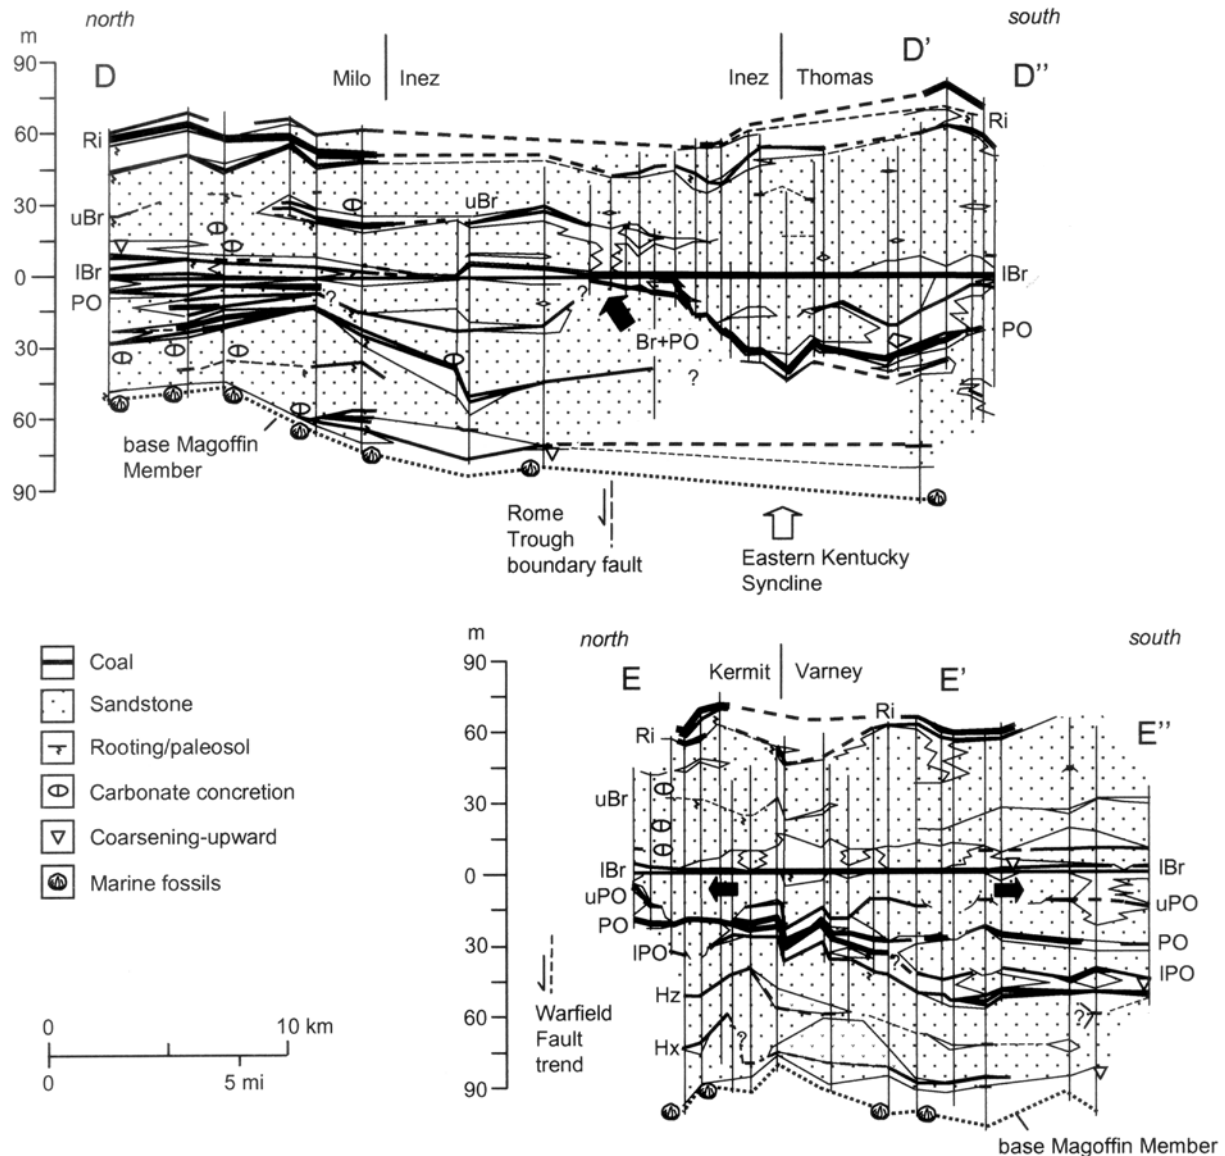 north
south
m
90
60
30
0
30
60
90
D
Milo
Inez
Inez
Thomas
D'
D"
Ri
uBr
lBr
PO
uBr
Br+PO
?
?
?
Ri
lBr
PO
base Magoffin
Member
Rome
Trough
boundary fault
Eastern Kentucky
Syncline
Coal
Sandstone
Rooting/paleosol
Carbonate concretion
Coarsening-upward
Marine fossils
0
10 km
0
5 mi
north
south
m
90
60
30
0
30
60
90
E
Kermit
Varney
E'
E"
Ri
Ri
uBr
lBr
uPO
PO
lPO
Hz
Hx
?
?
?
lBr
uPO
PO
lPO
Warfield
Fault
trend
base Magoffin Member